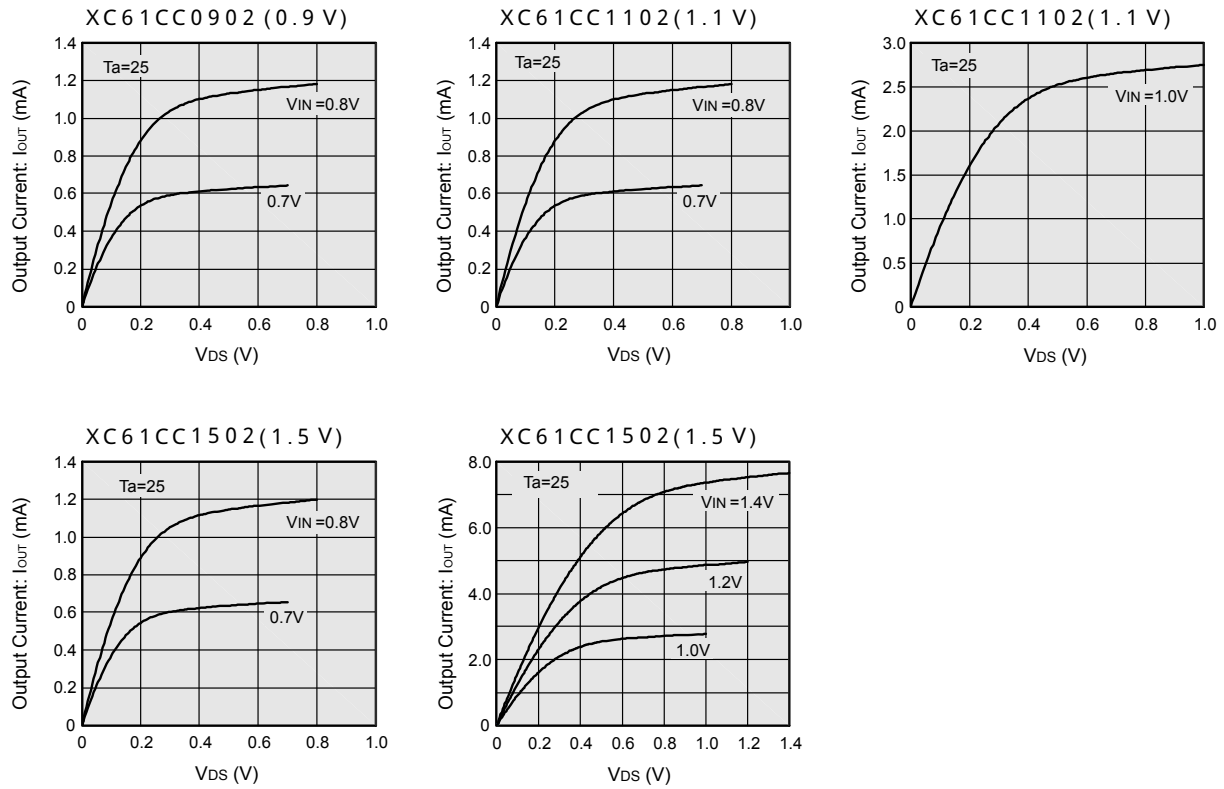 XC61CC0902 (0.9 V)
Output Current: IOUT (mA)
1.4
1.2
1.0
0.8
0.6
0.4
0.2
0
Ta=25
VIN =0.8V
0.7V
0 0.2 0.4 0.6 0.8 1.0
VDS (V)
XC61CC1102 (1.1 V)
Output Current: IOUT (mA)
1.4
1.2
1.0
0.8
0.6
0.4
0.2
0
Ta=25
VIN =0.8V
0.7V
0 0.2 0.4 0.6 0.8 1.0
VDS (V)
XC61CC1102(1.1 V)
Output Current: IOUT (mA)
3.0
2.5
2.0
1.5
1.0
0.5
0
Ta=25
VIN =1.0V
0 0.2 0.4 0.6 0.8 1.0
VDS (V)
XC61CC1502(1.5 V)
Output Current: IOUT (mA)
1.4
1.2
1.0
0.8
0.6
0.4
0.2
0
Ta=25
VIN=0.8V
0.7V
0 0.2 0.4 0.6 0.8 1.0
VDS (V)
XC61CC1502(1.5 V)
Output Current: IOUT (mA)
8.0
6.0
4.0
2.0
0
Ta=25
VIN=1.4V
1.2V
1.0V
0 0.2 0.4 0.6 0.8 1.0 1.2 1.4
VDS (V)